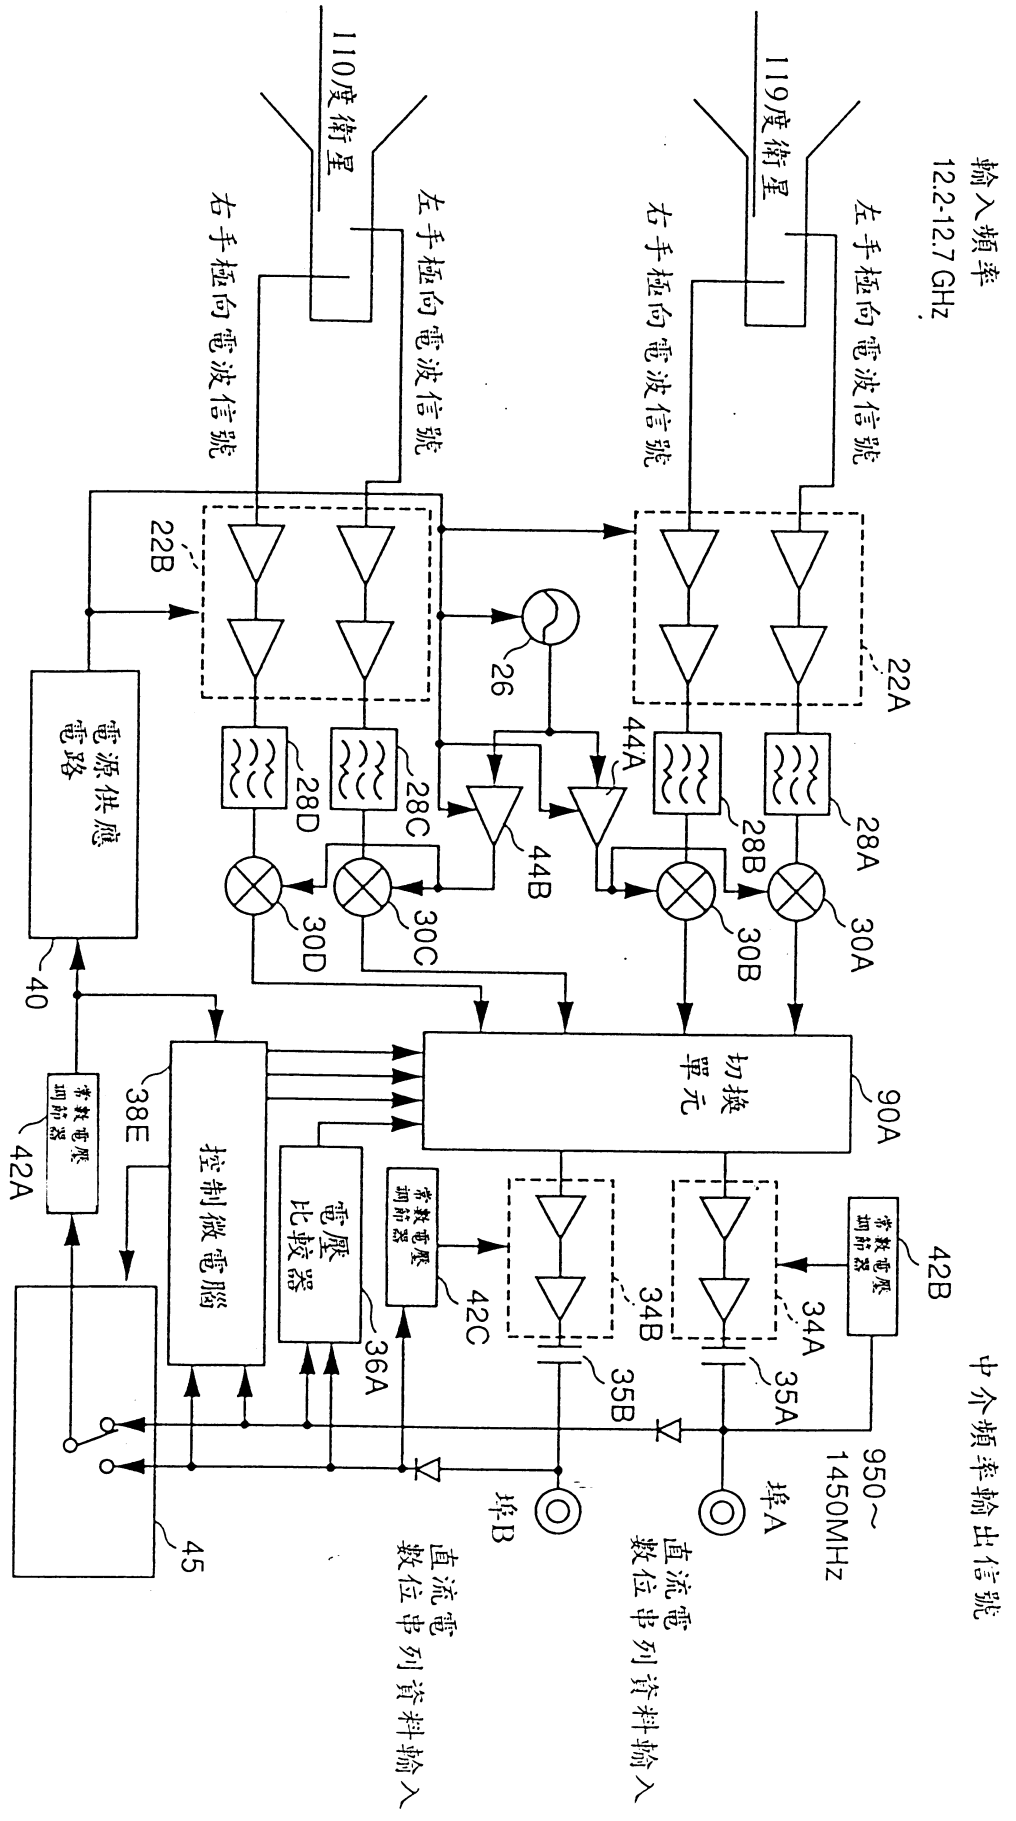 輸入頻率
12.2-12.7 GHz
中介頻率輸出信號
119度衛星
左手極向電波信號
右手極向電波信號
22A
28A
28B
30A
30B
44A
44B
26
切換
單元
90A
常數電壓
調節器
42B
34A
35A
950~
1450MHz
埠A
直流電
數位串列資料輸入
110度衛星
左手極向電波信號
右手極向電波信號
22B
28C
28D
30C
30D
34B
35B
常數電壓
調節器
42C
電壓
比較器
36A
埠B
直流電
數位串列資料輸入
控制微電腦
38E
電源供應
電路
40
常數電壓
調節器
42A
45